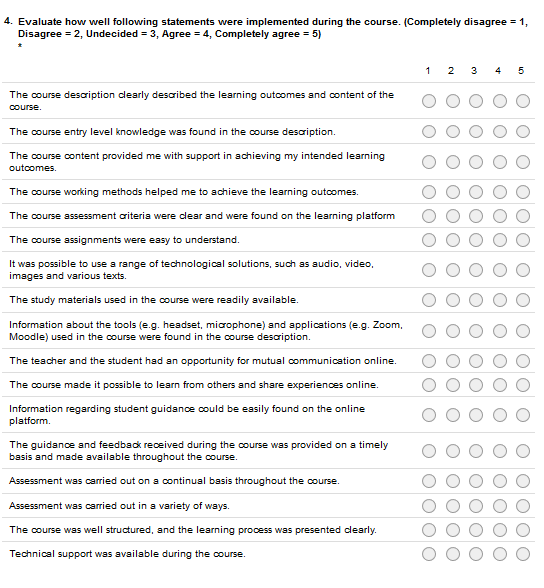 4. Evaluate how well following statements were implemented during the course. (Completely disagree = 1,
Disagree = 2, Undecided = 3, Agree = 4, Completely agree = 5)
*
1 2 3 4 5
The course description clearly described the learning outcomes and content of the
course.
The course entry level knowledge was found in the course description.
The course content provided me with support in achieving my intended learning
outcomes.
The course working methods helped me to achieve the learning outcomes.
The course assessment criteria were clear and were found on the learning platform
The course assignments were easy to understand.
It was possible to use a range of technological solutions, such as audio, video,
images and various texts.
The study materials used in the course were readily available.
Information about the tools (e.g. headset, microphone) and applications (e.g. Zoom,
Moodle) used in the course were found in the course description.
The teacher and the student had an opportunity for mutual communication online.
The course made it possible to learn from others and share experiences online.
Information regarding student guidance could be easily found on the online
platform.
The guidance and feedback received during the course was provided on a timely
basis and made available throughout the course.
Assessment was carried out on a continual basis throughout the course.
Assessment was carried out in a variety of ways.
The course was well structured, and the learning process was presented clearly.
Technical support was available during the course.